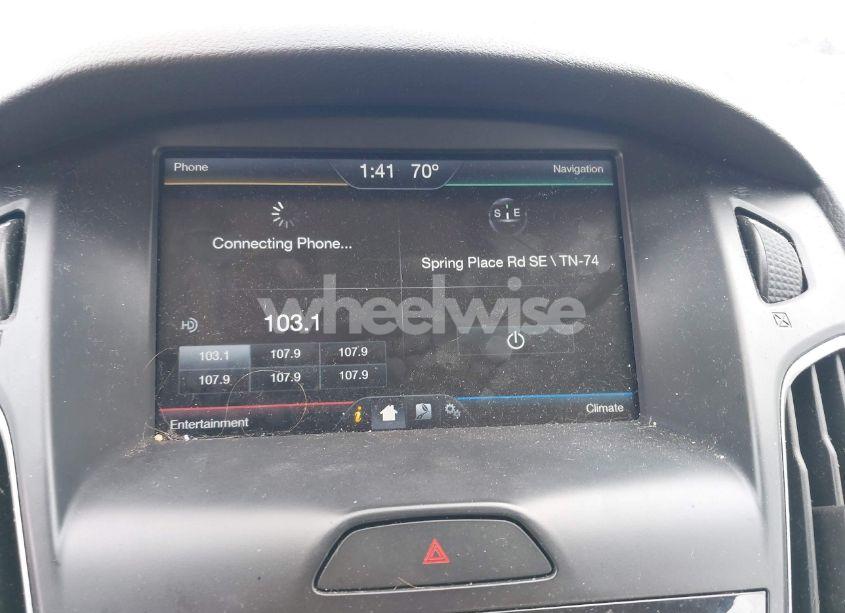 Phone
1:41 70°
Navigation
S E
Connecting Phone...
Spring Place Rd SE \ TN-74
wheelwise
HD
103.1
103.1 107.9 107.9
107.9 107.9 107.9
i
Entertainment
Climate